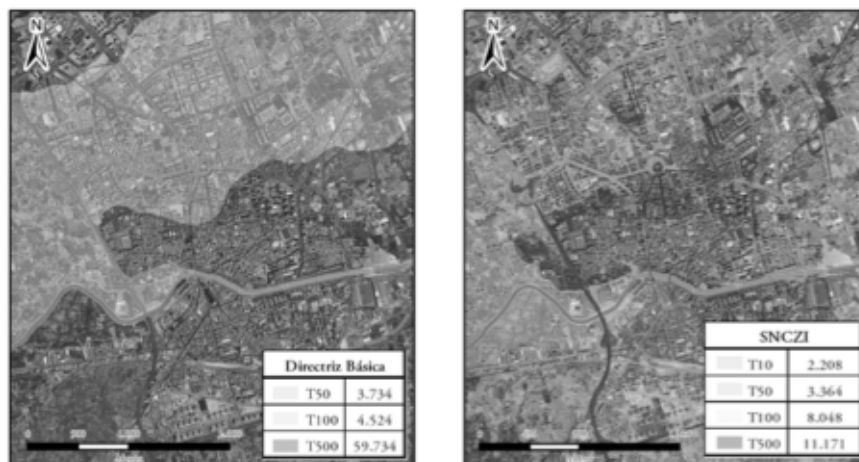 N
Directriz Básica
T50 3.734
T100 4.524
T500 59.734
N
SNCZI
T10 2.208
T50 3.364
T100 8.048
T500 11.171